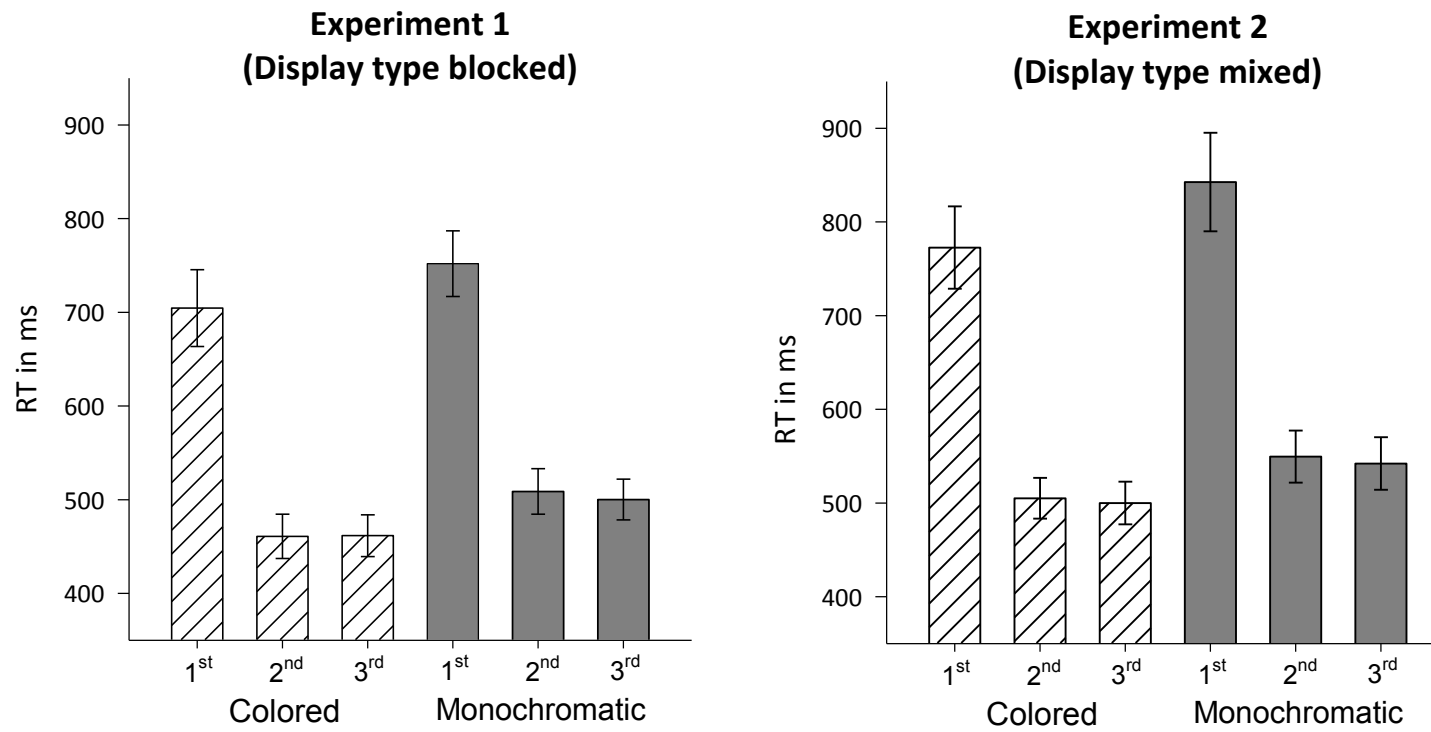 Experiment 1
(Display type blocked)
900
800
700
600
500
400
RT in ms
1st
2nd
3rd
1st
2nd
3rd
Colored
Monochromatic
Experiment 2
(Display type mixed)
900
800
700
600
500
400
RT in ms
1st
2nd
3rd
1st
2nd
3rd
Colored
Monochromatic